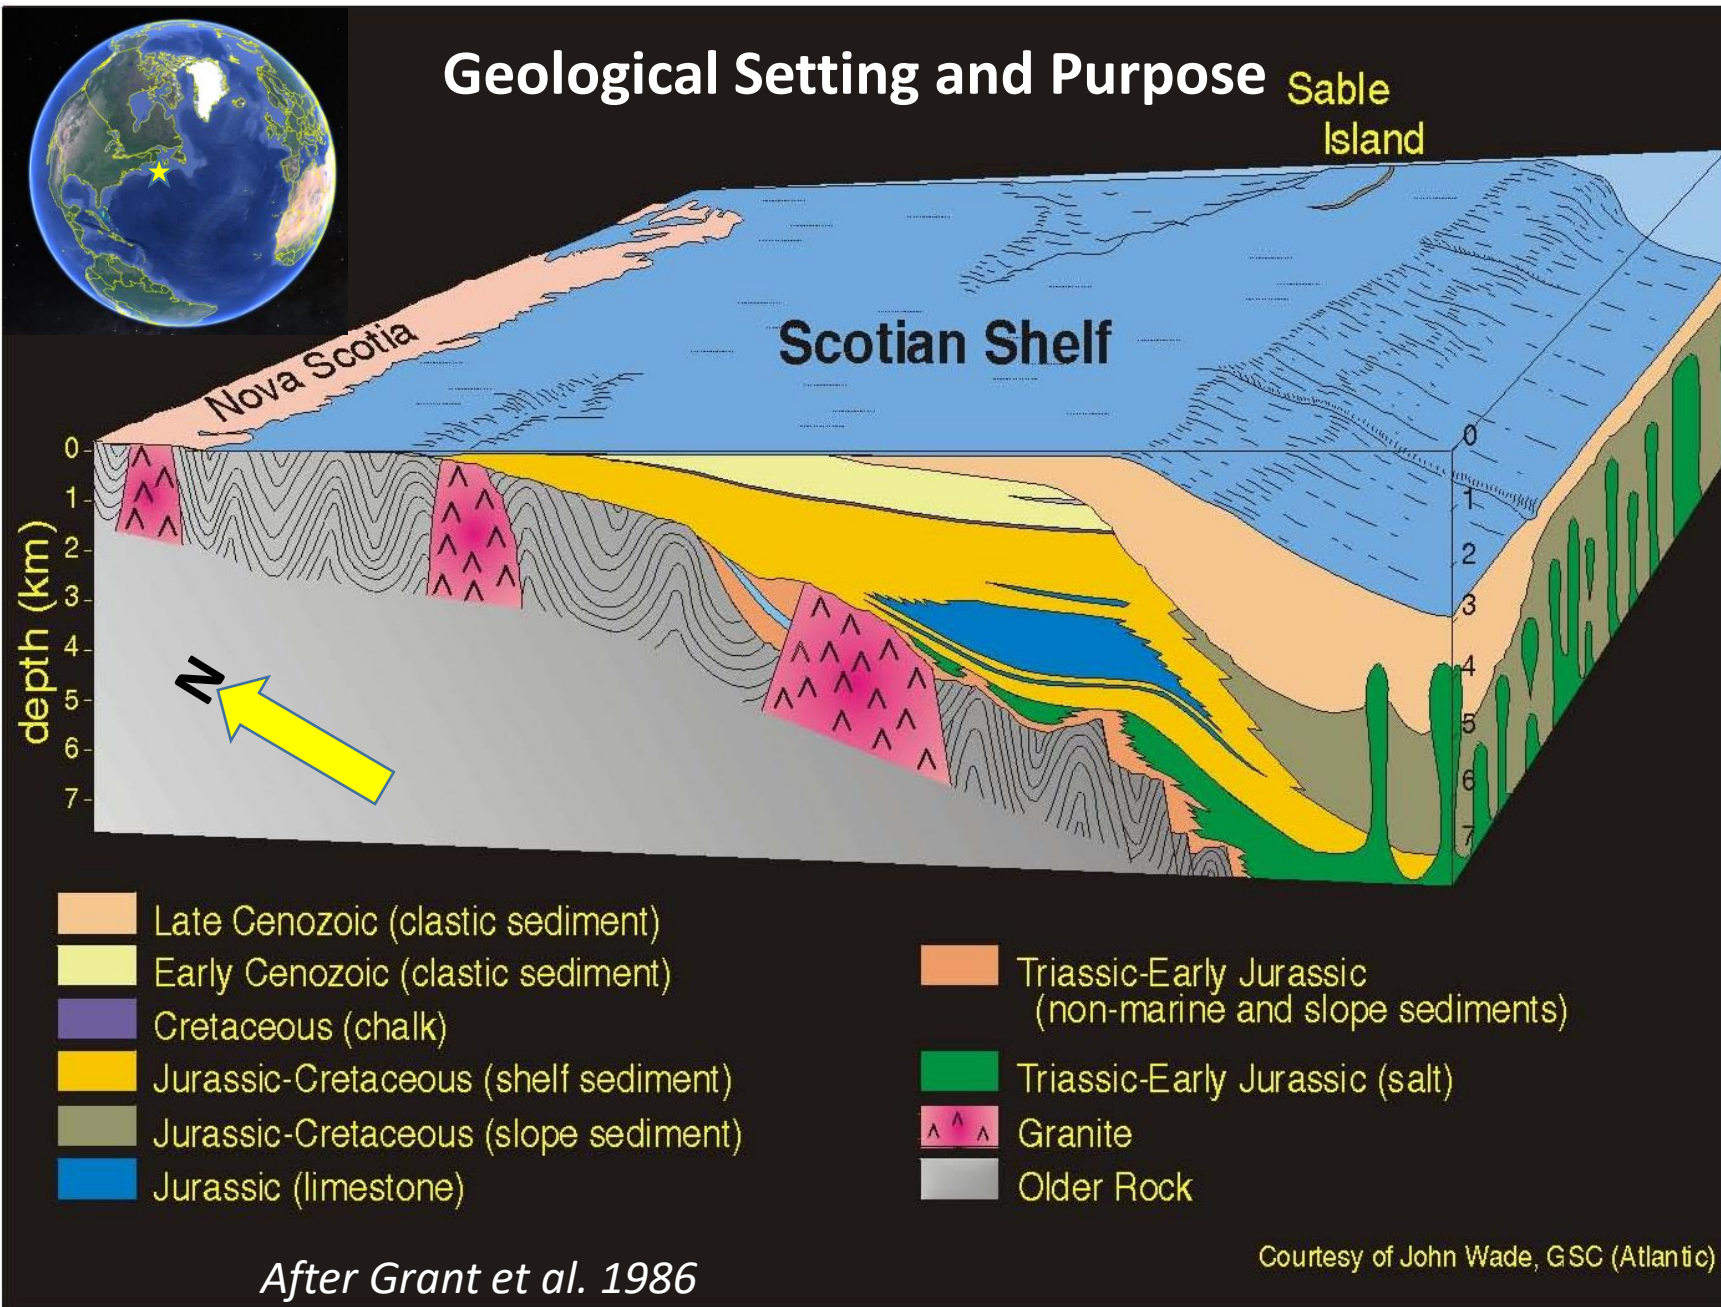 Geological Setting and Purpose
Sable
Island
Scotian Shelf
Nova Scotia
depth (km)
0
1
2
3
4
5
6
7
0
1
2
3
4
5
6
7
N
Late Cenozoic (clastic sediment)
Early Cenozoic (clastic sediment)
Cretaceous (chalk)
Jurassic-Cretaceous (shelf sediment)
Jurassic-Cretaceous (slope sediment)
Jurassic (limestone)
Triassic-Early Jurassic
(non-marine and slope sediments)
Triassic-Early Jurassic (salt)
Granite
Older Rock
Courtesy of John Wade, GSC (Atlantic)
After Grant et al. 1986